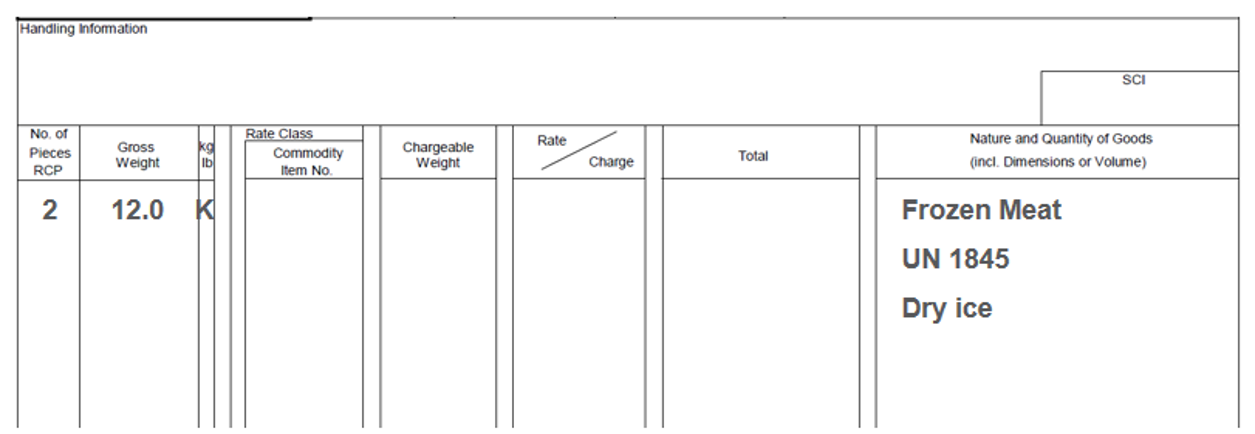 Handling Information
SCI
No. of
Pieces
RCP
Gross
Weight
kg
lb
Rate Class
Commodity
Item No.
Chargeable
Weight
Rate
Charge
Total
Nature and Quantity of Goods
(incl. Dimensions or Volume)
2 12.0 K Frozen Meat
UN 1845
Dry ice